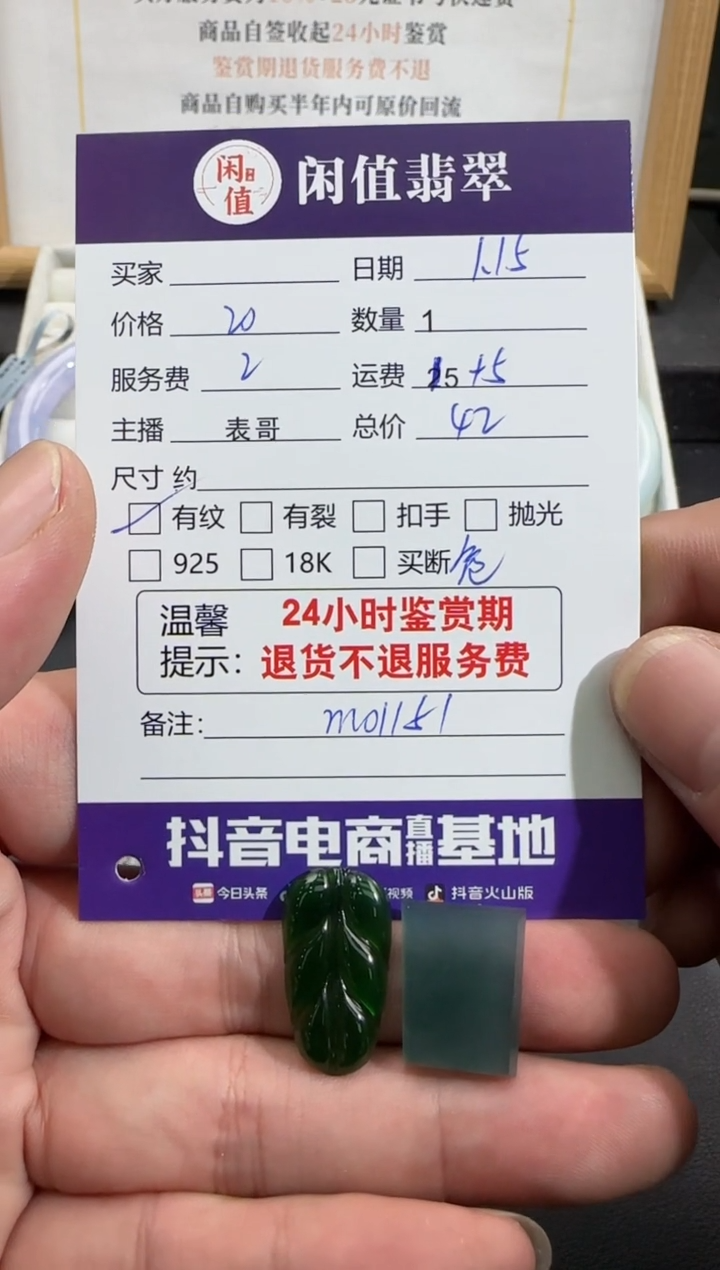 商品自签收起24小时鉴赏
鉴赏期退货服务费不退
商品自购买半年内可原价回流
闲值 闲值翡翠
买家 日期 1.15
价格 20 数量 1
服务费 2 运费 15 +5
主播 表哥 总价 42
尺寸 约
有纹 有裂 扣手 抛光
925 18K 买断 危
温馨 24小时鉴赏期
提示: 退货不退服务费
备注:
抖音电商直播基地
头条 今日头条 视频 抖音火山版